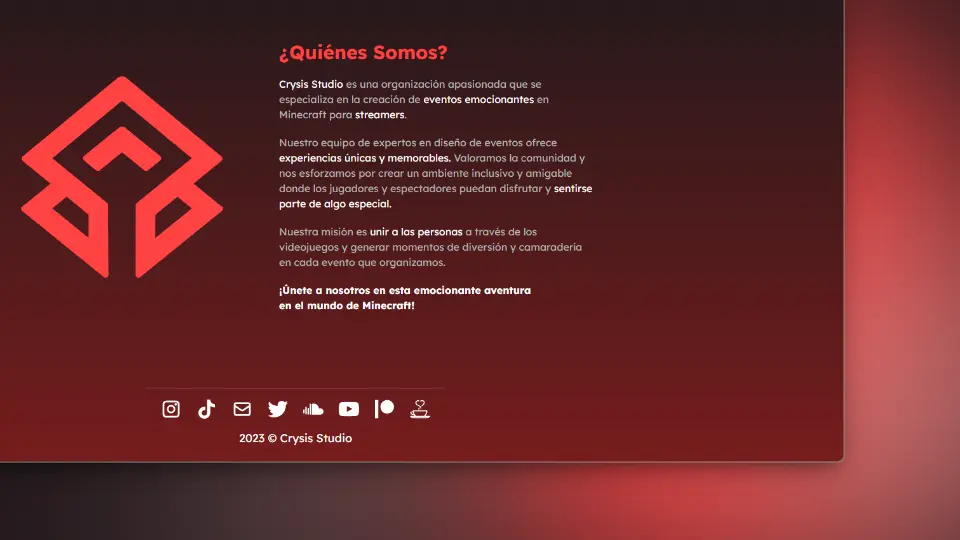 ¿Quiénes Somos?
Crysis Studio es una organización apasionada que se
especializa en la creación de eventos emocionantes en
Minecraft para streamers.
Nuestro equipo de expertos en diseño de eventos ofrece
experiencias únicas y memorables. Valoramos la comunidad y
nos esforzamos por crear un ambiente inclusivo y amigable
donde los jugadores y espectadores puedan disfrutar y sentirse
parte de algo especial.
Nuestra misión es unir a las personas a través de los
videojuegos y generar momentos de diversión y camaradería
en cada evento que organizamos.
¡Únete a nosotros en esta emocionante aventura
en el mundo de Minecraft!
2023 © Crysis Studio